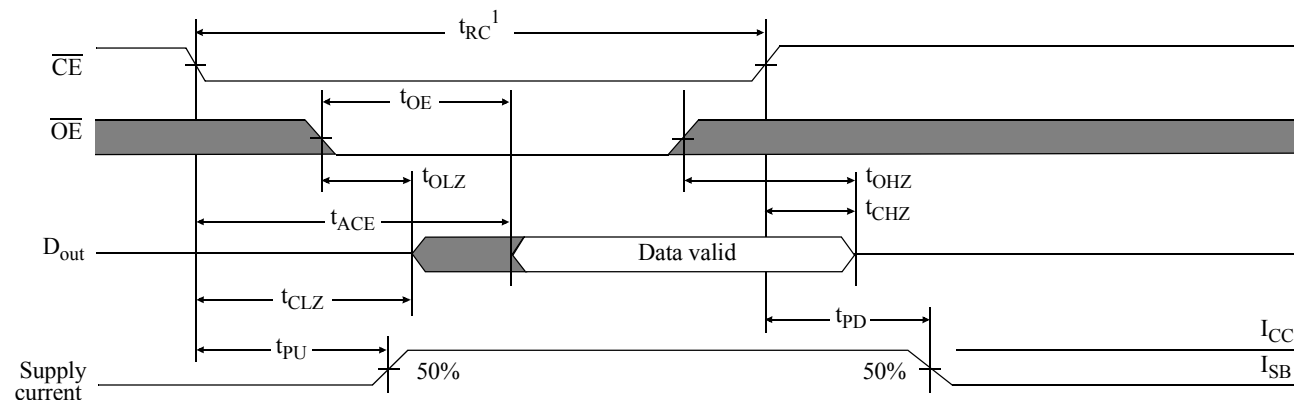 tRC1
CE
tOE
OE
tOLZ
tOHZ
tACE
tCHZ
Dout
Data valid
tCLZ
tPD
tPU
ICC
Supply
current
50%
50%
ISB